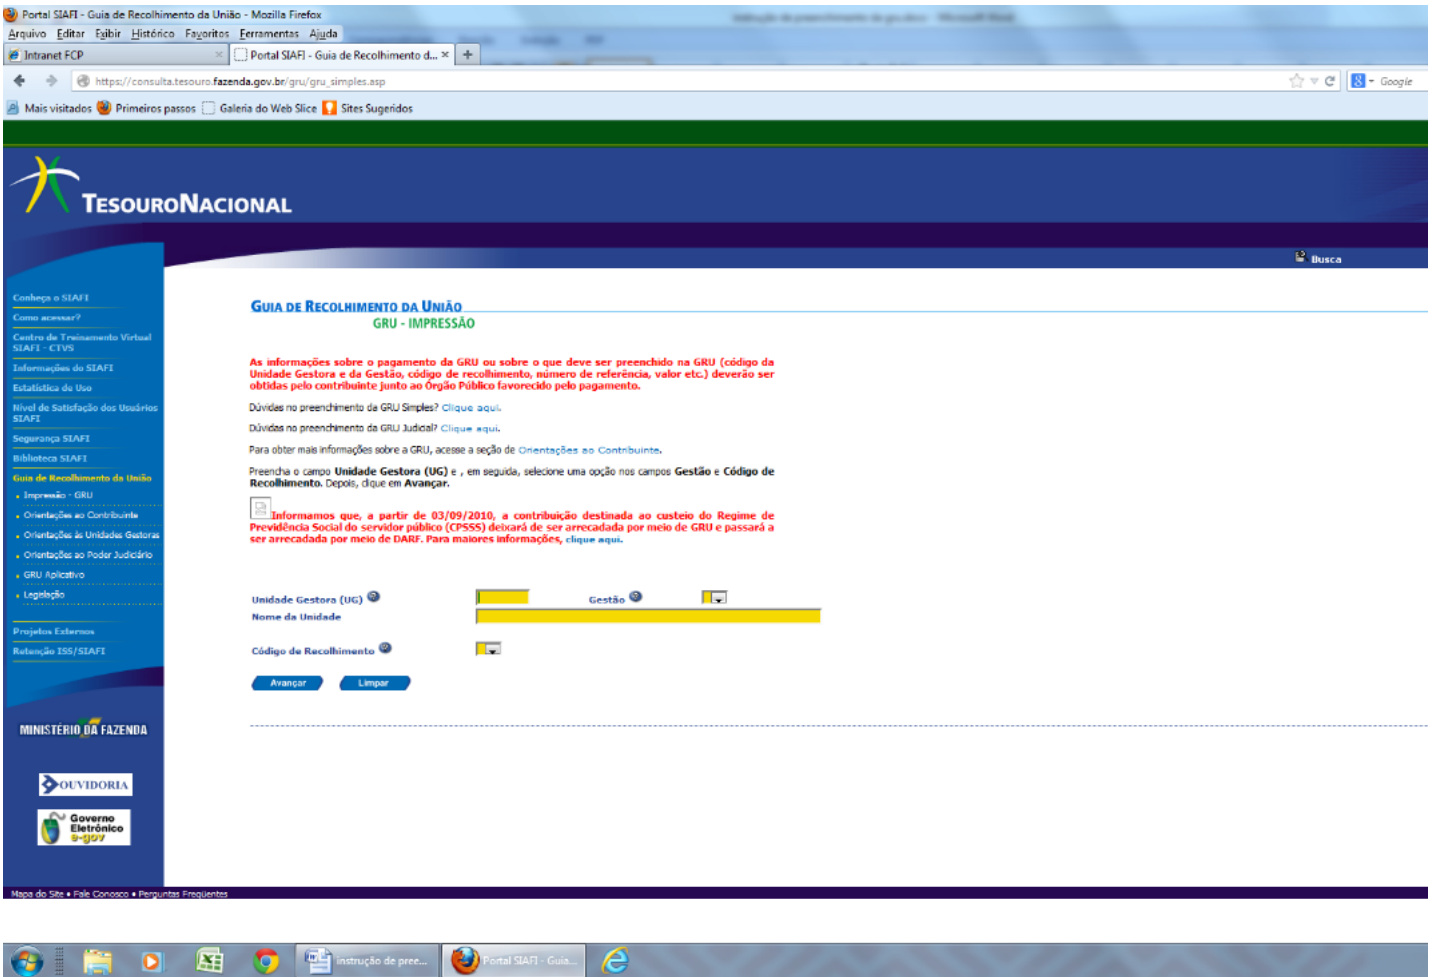 Portal SIAFI - Guia de Recolhimento da União - Mozilla Firefox
Arquivo Editar Exibir Histórico Favoritos Ferramentas Ajuda
Intranet FCP
Portal SIAFI - Guia de Recolhimento d...
https://consulta.tesouro.fazenda.gov.br/gru/gru_simples.asp
Google
Mais visitados Primeiros passos Galeria do Web Slice Sites Sugeridos
TESOURONACIONAL
Busca
Conheça o SIAFI
Como acessar?
Centro de Treinamento Virtual
SIAFI - CTVS
Informações do SIAFI
Estatística de Uso
Nível de Satisfação dos Usuários
SIAFI
Segurança SIAFI
Biblioteca SIAFI
Guia de Recolhimento da União
Impressão - GRU
Orientações ao Contribuinte
Orientações às Unidades Gestoras
Orientações ao Poder Judiciário
GRU Aplicativo
Legislação
Projetos Externos
Retenção ISS/SIAFI
MINISTÉRIO DA FAZENDA
OUVIDORIA
Governo
Eletrônico
e-gov
GUIA DE RECOLHIMENTO DA UNIÃO
GRU - IMPRESSÃO
As informações sobre o pagamento da GRU ou sobre o que deve ser preenchido na GRU (código da
Unidade Gestora e da Gestão, código de recolhimento, número de referência, valor etc.) deverão ser
obtidas pelo contribuinte junto ao Órgão Público favorecido pelo pagamento.
Dúvidas no preenchimento da GRU Simples? Clique aqui.
Dúvidas no preenchimento da GRU Judicial? Clique aqui.
Para obter mais informações sobre a GRU, acesse a seção de Orientações ao Contribuinte.
Preencha o campo Unidade Gestora (UG) e , em seguida, selecione uma opção nos campos Gestão e Código de
Recolhimento. Depois, clique em Avançar.
Informamos que, a partir de 03/09/2010, a contribuição destinada ao custeio do Regime de
Previdência Social do servidor público (CPSSS) deixará de ser arrecadada por meio de GRU e passará a
ser arrecadada por meio de DARF. Para maiores informações, clique aqui.
Unidade Gestora (UG) Gestão
Nome da Unidade
Código de Recolhimento
Avançar Limpar
Mapa do Site • Fale Conosco • Perguntas Freqüentes
instrução de pree...
Portal SIAFI - Guia...